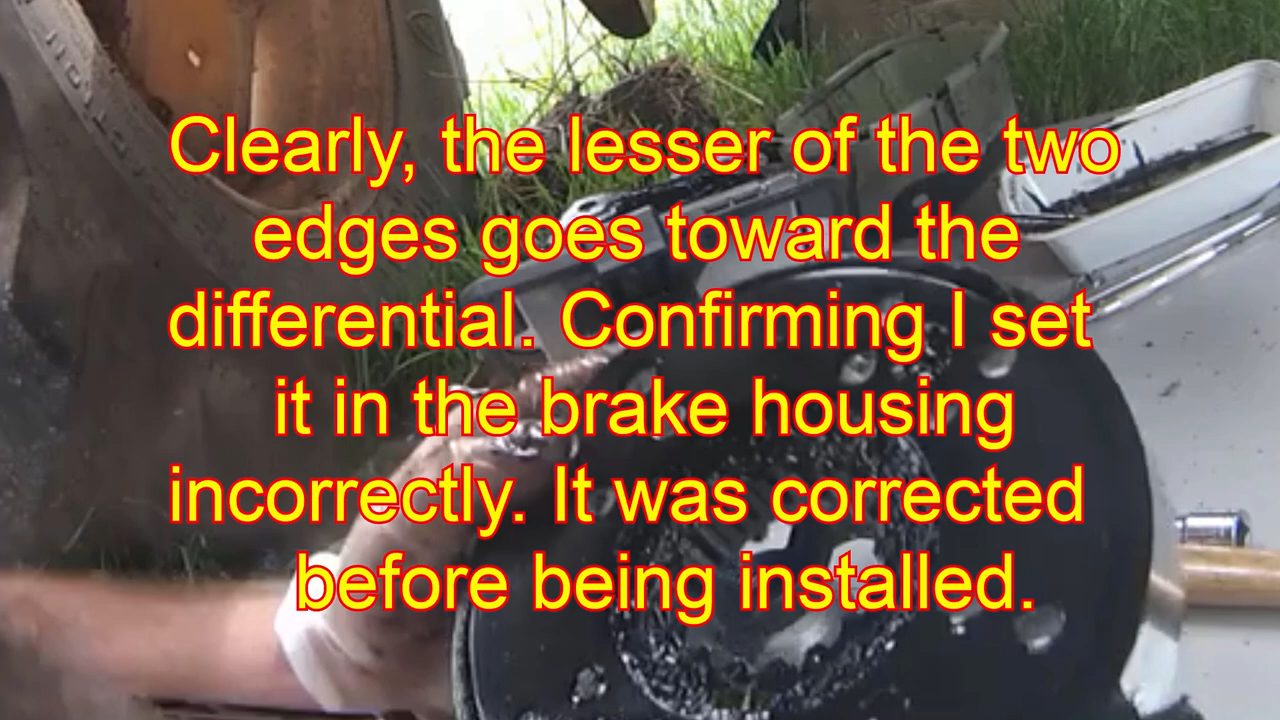 Clearly, the lesser of the two
edges goes toward the
differential. Confirming I set
it in the brake housing
incorrectly. It was corrected
before being installed.